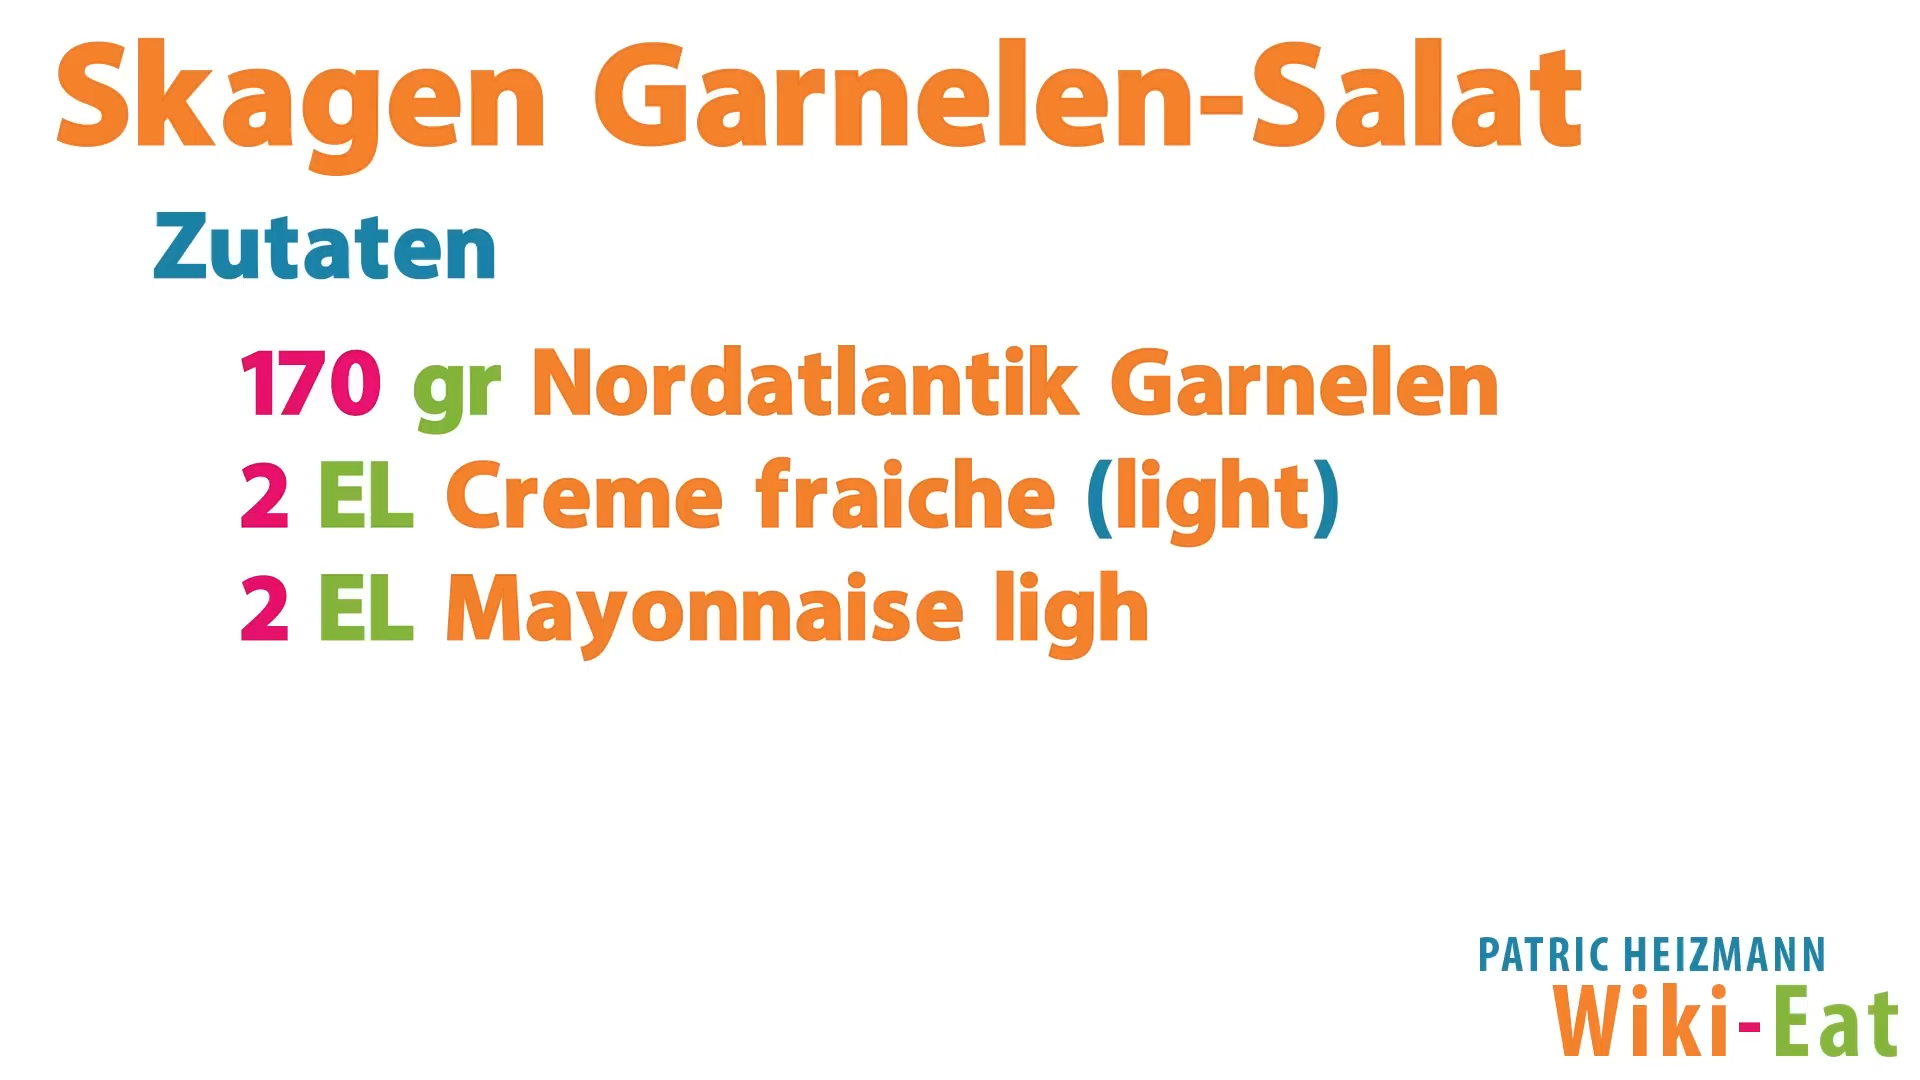 Skagen Garnelen-Salat
Zutaten
170 gr Nordatlantik Garnelen
2 EL Creme fraiche (light)
2 EL Mayonnaise ligh
PATRIC HEIZMANN
Wiki-Eat